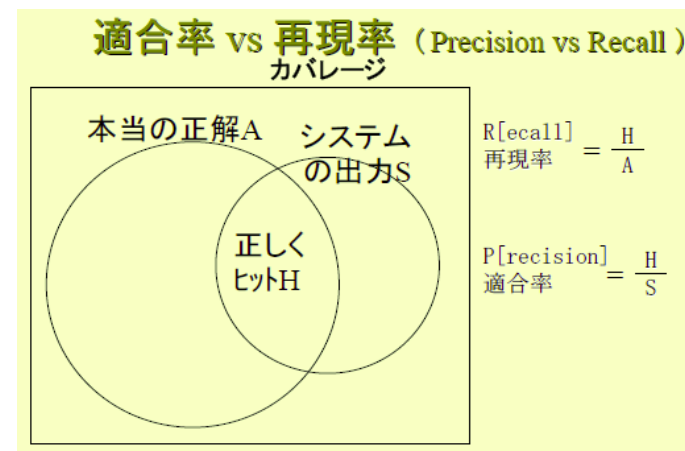 適合率 vs 再現率（Precision vs Recall）
カバレージ
本当の正解A
システム
の出力S
正しく
ヒットH
R[ecall]
再現率 = H
A
P[recision]
適合率 = H
S